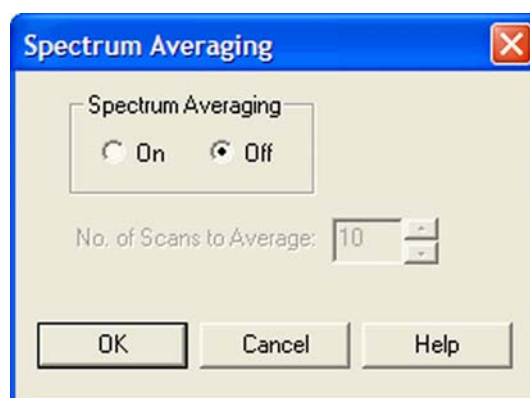 Spectrum Averaging
Spectrum Averaging
On Off
No. of Scans to Average: 10
OK Cancel Help